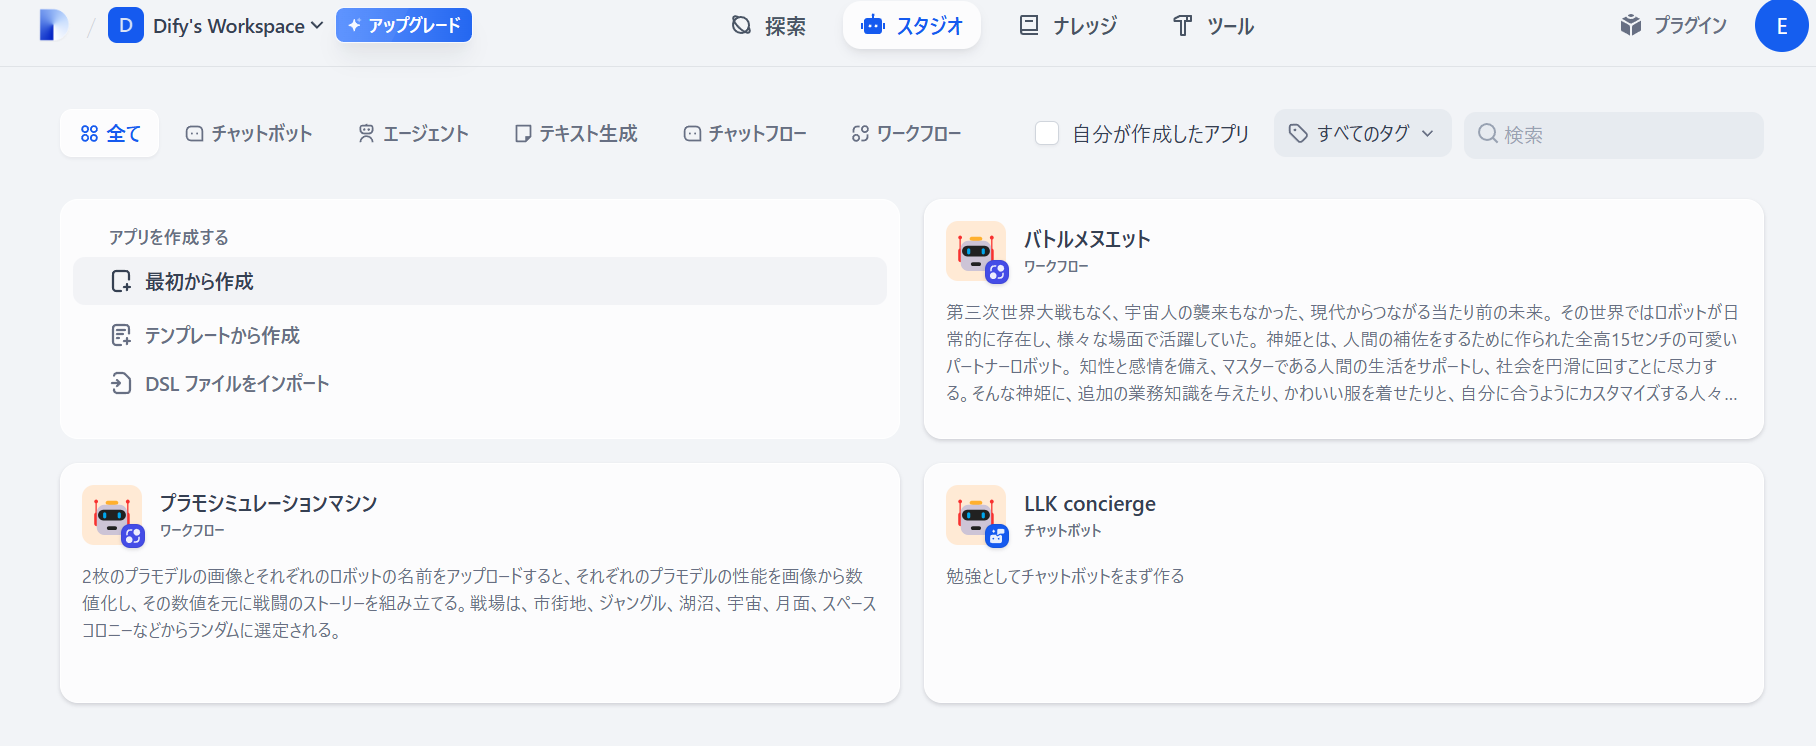 D Dify's Workspace アップグレード 探索 スタジオ ナレッジ ツール プラグイン E
全て チャットボット エージェント テキスト生成 チャットフロー ワークフロー 自分が作成したアプリ すべてのタグ 検索
アプリを作成する
最初から作成
テンプレートから作成
DSL ファイルをインポート
バトルメヌエット
ワークフロー
第三次世界大戦もなく、宇宙人の襲来もなかった、現代からつながる当たり前の未来。その世界ではロボットが日
常的に存在し、様々な場面で活躍していた。 神姫とは、人間の補佐をするために作られた全高15センチの可愛い
パートナーロボット。 知性と感情を備え、マスターである人間の生活をサポートし、社会を円滑に回すことに尽力す
る。そんな神姫に、追加の業務知識を与えたり、かわいい服を着せたりと、自分に合うようにカスタマイズする人々...
プラモシミュレーションマシン
ワークフロー
2枚のプラモデルの画像とそれぞれのロボットの名前をアップロードすると、それぞれのプラモデルの性能を画像から数
値化し、その数値を元に戦闘のストーリーを組み立てる。戦場は、市街地、ジャングル、湖沼、宇宙、月面、スペース
コロニーなどからランダムに選定される。
LLK concierge
チャットボット
勉強としてチャットボットをまず作る